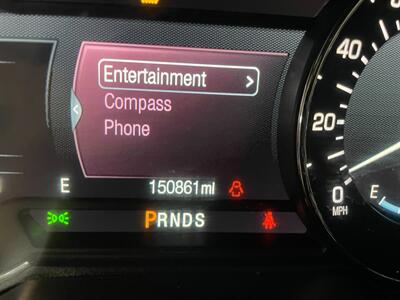 Entertainment >
Compass
Phone
E 150861mi
PRNDS
40
20
0
MPH
E